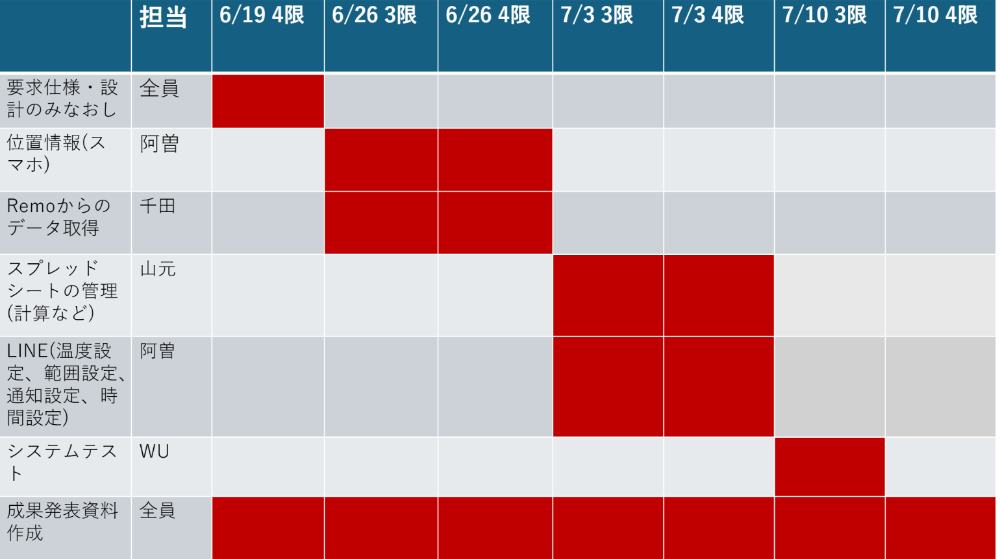 担当
6/19 4限
6/26 3限
6/26 4限
7/3 3限
7/3 4限
7/10 3限
7/10 4限
要求仕様・設
計のみなおし
全員
位置情報(ス
マホ)
阿曽
Remoからの
データ取得
千田
スプレッド
シートの管理
(計算など)
山元
LINE(温度設
定、範囲設定、
通知設定、時
間設定)
阿曽
システムテス
ト
WU
成果発表資料
作成
全員